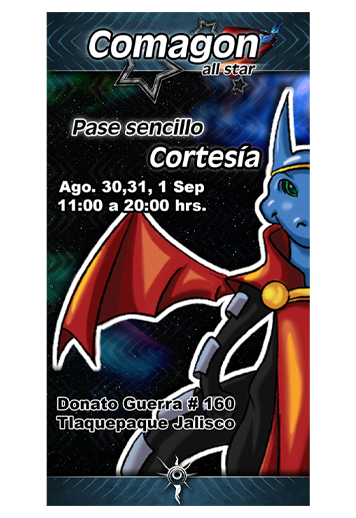 Comagon
all star
Pase sencillo
Cortesía
Ago. 30,31, 1 Sep
11:00 a 20:00 hrs.
Donato Guerra # 160
Tlaquepaque Jalisco